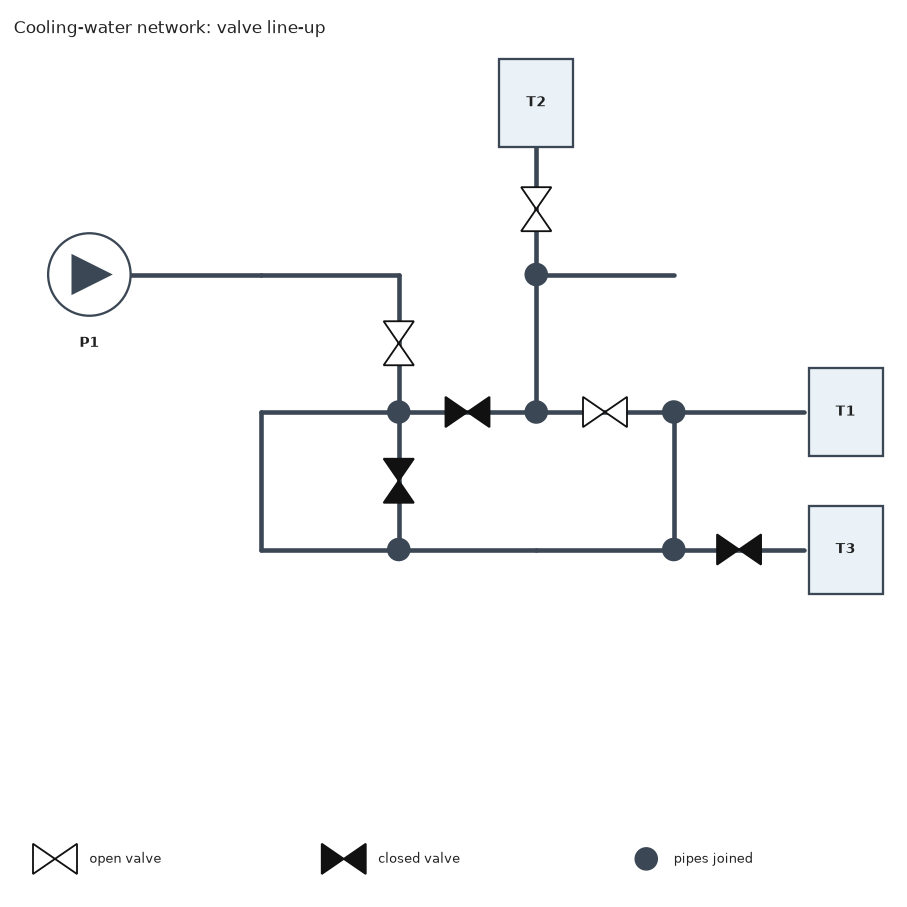 Cooling-water network: valve line-up
T2
P1
T1
T3
open valve
closed valve
pipes joined